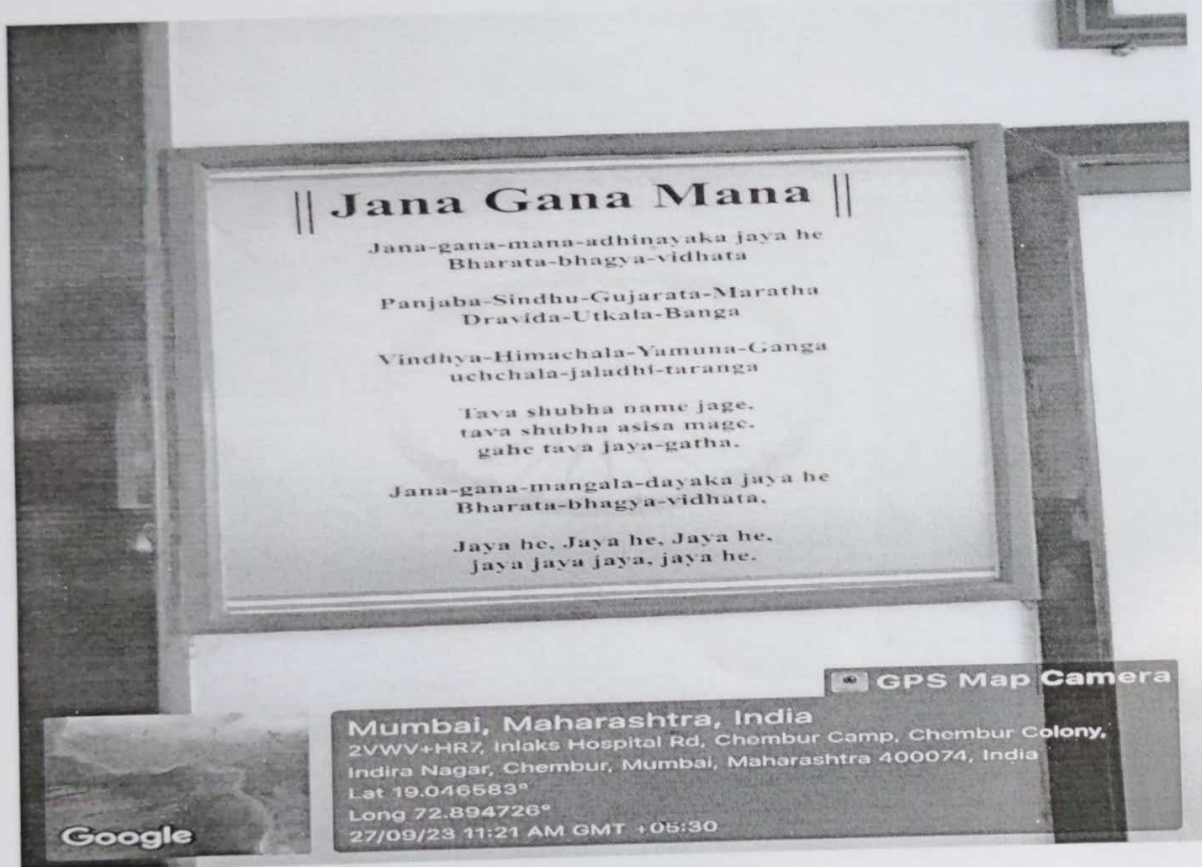 || Jana Gana Mana ||
Jana-gana-mana-adhinayaka jaya he
Bharata-bhagya-vidhata
Panjaba-Sindhu-Gujarata-Maratha
Dravida-Utkala-Banga
Vindhya-Himachala-Yamuna-Ganga
uchchala-jaladhi-taranga
Tava shubha name jage,
tava shubha asisa mage,
gahe tava jaya-gatha,
Jana-gana-mangala-dayaka jaya he
Bharata-bhagya-vidhata,
Jaya he, Jaya he, Jaya he,
jaya jaya jaya, jaya he.
GPS Map Camera
Mumbai, Maharashtra, India
2VWV+HR7, Inlaks Hospital Rd, Chembur Camp, Chembur Colony,
Indira Nagar, Chembur, Mumbai, Maharashtra 400074, India
Lat 19.046583°
Long 72.894726°
27/09/23 11:21 AM GMT +05:30
Google